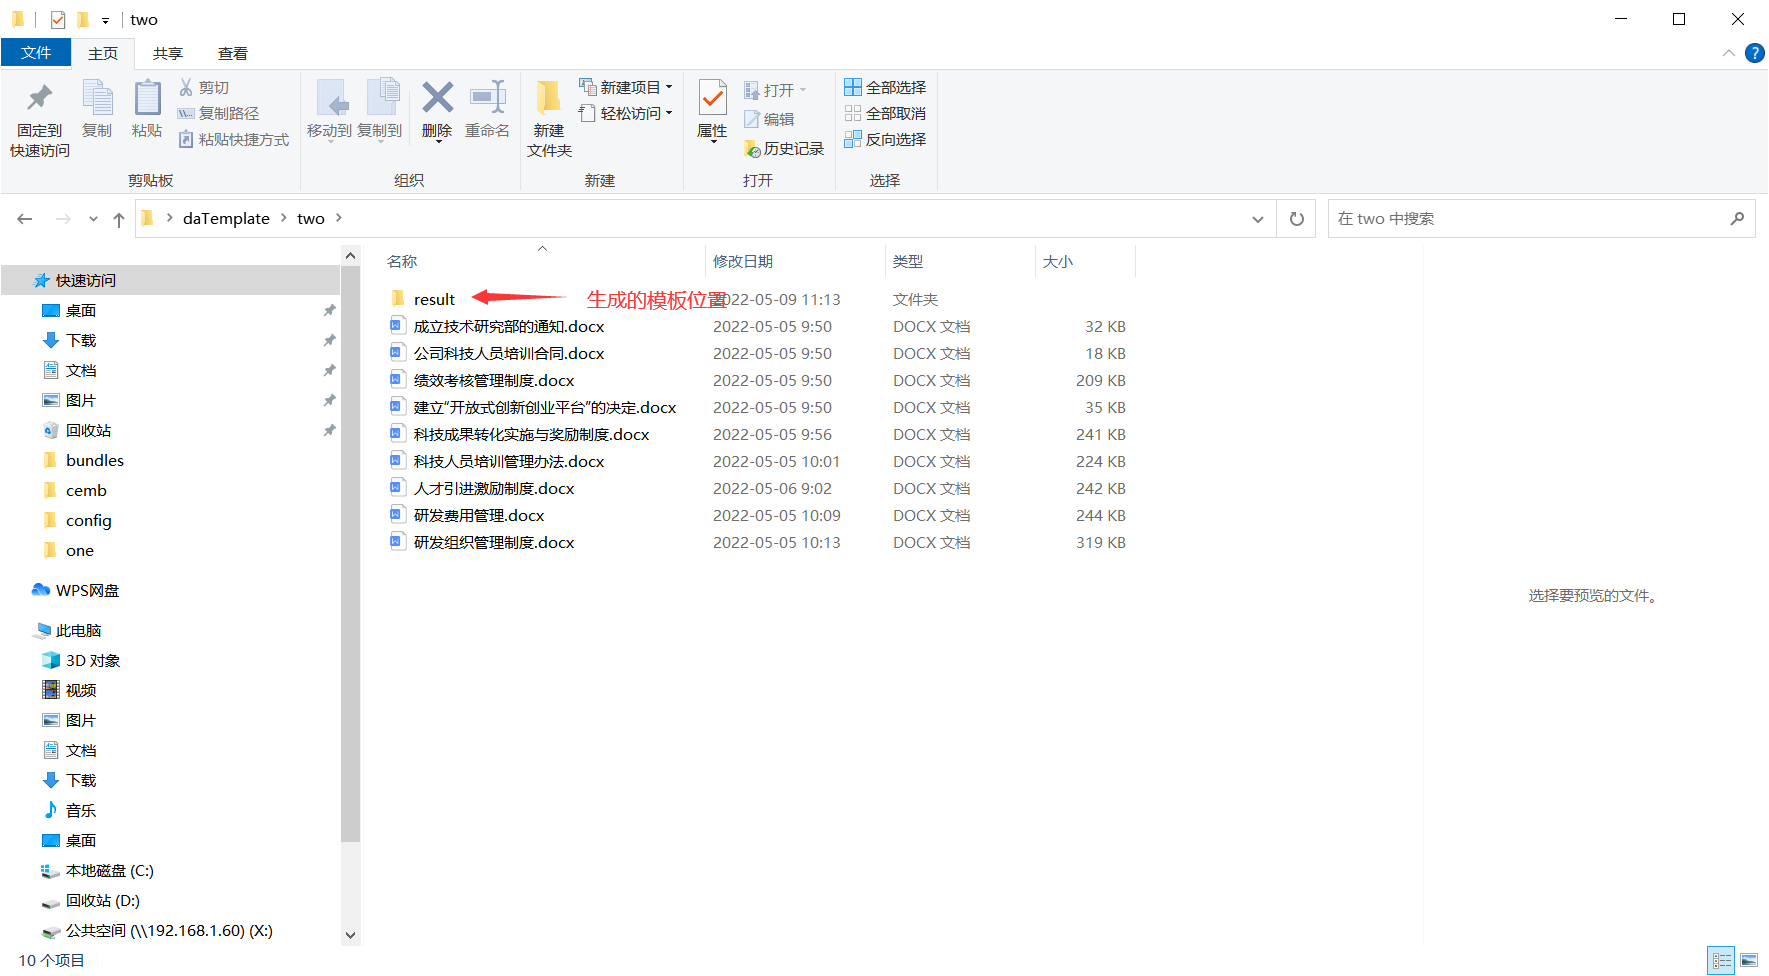 two
文件 主页 共享 查看
固定到 快速访问
复制
粘贴
剪切
复制路径
粘贴快捷方式
剪贴板
移动到
复制到
删除
重命名
组织
新建 文件夹
新建项目
轻松访问
新建
属性
打开
编辑
历史记录
打开
全部选择
全部取消
反向选择
选择
daTemplate two
在 two 中搜索
快速访问
桌面
下载
文档
图片
回收站
bundles
cemb
config
one
WPS网盘
此电脑
3D 对象
视频
图片
文档
下载
音乐
桌面
本地磁盘 (C:)
回收站 (D:)
公共空间 (\\192.168.1.60) (X:)
名称 修改日期 类型 大小
result 生成的模板位置 2022-05-09 11:13 文件夹
成立技术研究部的通知.docx 2022-05-05 9:50 DOCX 文档 32 KB
公司科技人员培训合同.docx 2022-05-05 9:50 DOCX 文档 18 KB
绩效考核管理制度.docx 2022-05-05 9:50 DOCX 文档 209 KB
建立“开放式创新创业平台”的决定.docx 2022-05-05 9:50 DOCX 文档 35 KB
科技成果转化实施与奖励制度.docx 2022-05-05 9:56 DOCX 文档 241 KB
科技人员培训管理办法.docx 2022-05-05 10:01 DOCX 文档 224 KB
人才引进激励制度.docx 2022-05-06 9:02 DOCX 文档 242 KB
研发费用管理.docx 2022-05-05 10:09 DOCX 文档 244 KB
研发组织管理制度.docx 2022-05-05 10:13 DOCX 文档 319 KB
选择要预览的文件。
10 个项目